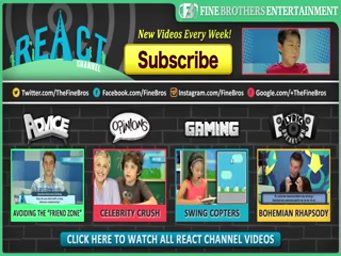 FINE BROTHERS ENTERTAINMENT
REACT
CHANNEL
New Videos Every Week!
Subscribe
Twitter.com/TheFineBros
Facebook.com/FineBros
Instagram.com/FineBros
Google.com/+TheFineBros
ADVICE
OPINIONS
GAMING
LYRIC
AVOIDING THE "FRIEND ZONE"
CELEBRITY CRUSH
SWING COPTERS
BOHEMIAN RHAPSODY
CLICK HERE TO WATCH ALL REACT CHANNEL VIDEOS